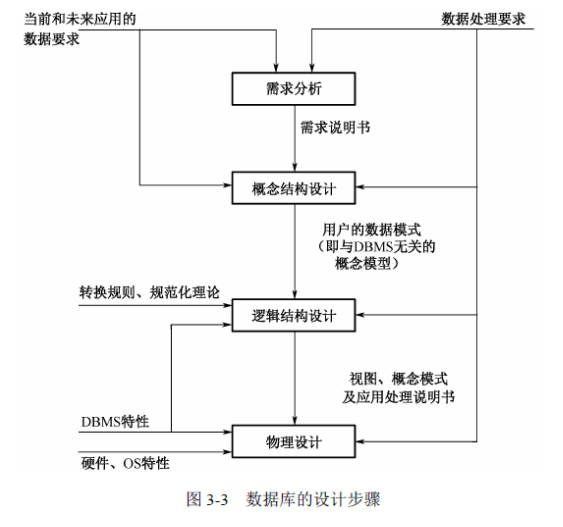 当前和未来应用的
数据要求
数据处理要求
需求分析
需求说明书
概念结构设计
用户的数据模式
（即与DBMS无关的
概念模型）
转换规则、规范化理论
逻辑结构设计
视图、概念模式
及应用处理说明书
DBMS特性
物理设计
硬件、OS特性
图 3-3 数据库的设计步骤